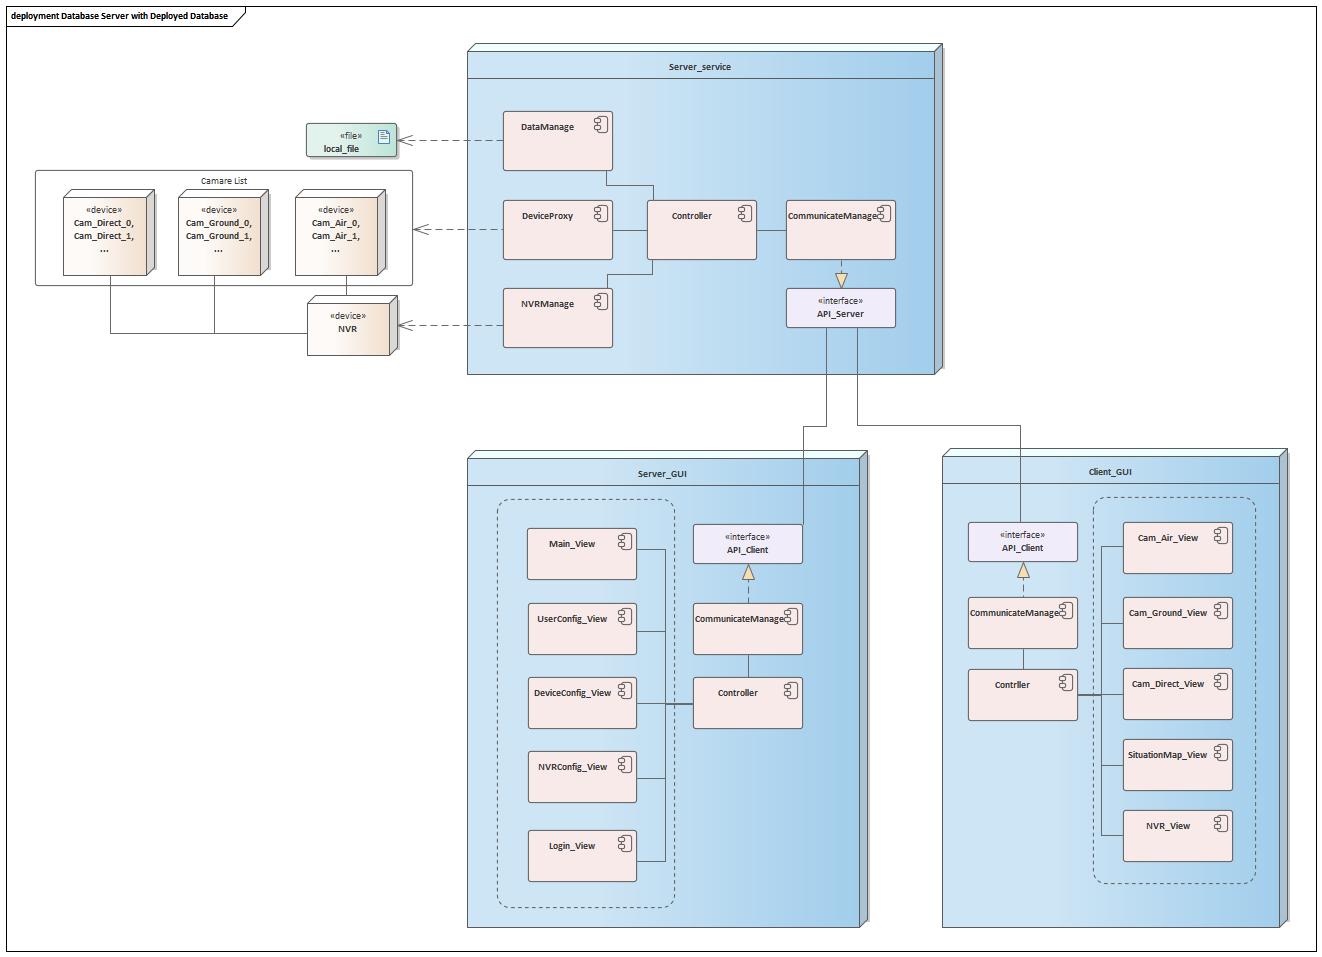 deployment Database Server with Deployed Database
Server_service
DataManage
«file»
local_file
Camare List
«device»
Cam_Direct_0,
Cam_Direct_1,
...
«device»
Cam_Ground_0,
Cam_Ground_1,
...
«device»
Cam_Air_0,
Cam_Air_1,
...
DeviceProxy
Controller
CommunicateManage
NVRManage
«interface»
API_Server
«device»
NVR
Server_GUI
Main_View
«interface»
API_Client
UserConfig_View
CommunicateManage
DeviceConfig_View
Controller
NVRConfig_View
Login_View
Client_GUI
«interface»
API_Client
Cam_Air_View
CommunicateManage
Cam_Ground_View
Contrller
Cam_Direct_View
SituationMap_View
NVR_View